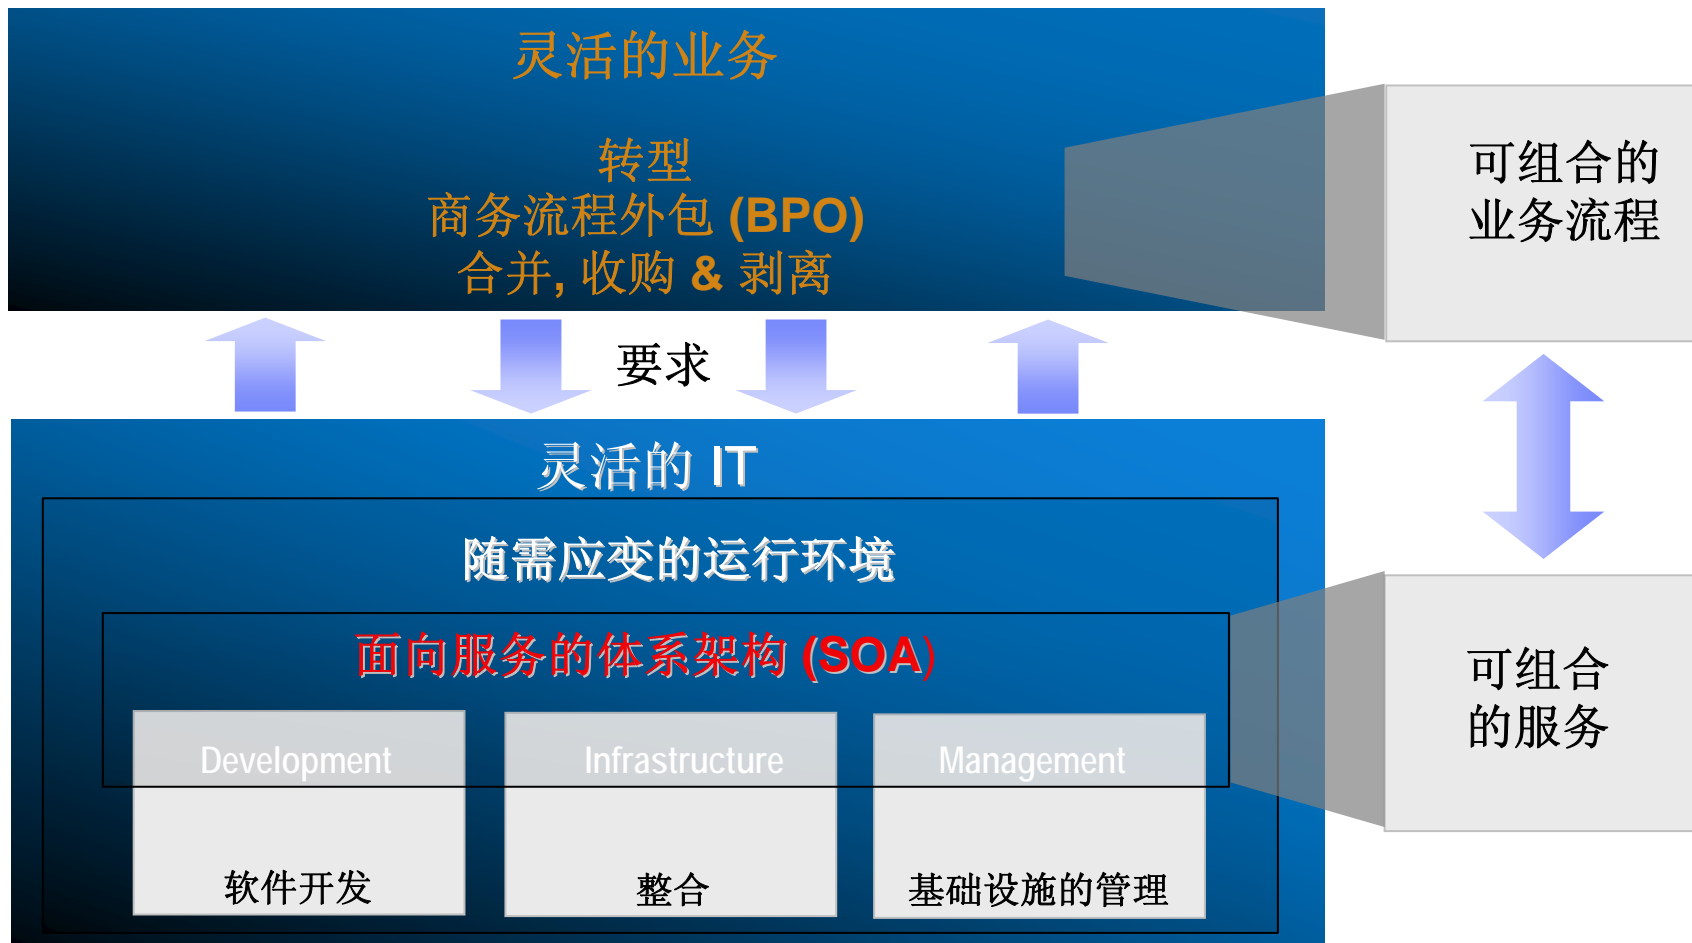 灵活的业务
转型
商务流程外包 (BPO)
合并, 收购 & 剥离
可组合的
业务流程
要求
灵活的 IT
随需应变的运行环境
面向服务的体系架构 (SOA)
可组合
的服务
Development
Infrastructure
Management
软件开发
整合
基础设施的管理